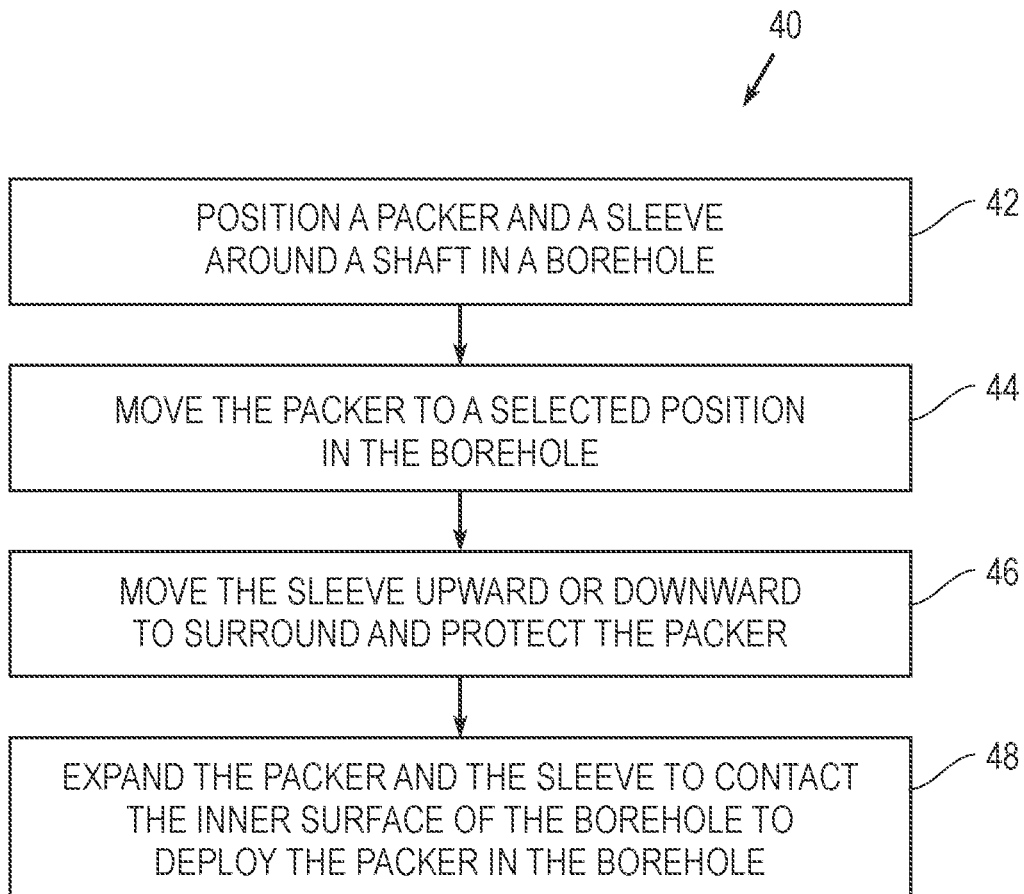 40
POSITION A PACKER AND A SLEEVE
AROUND A SHAFT IN A BOREHOLE
42
MOVE THE PACKER TO A SELECTED POSITION
IN THE BOREHOLE
44
MOVE THE SLEEVE UPWARD OR DOWNWARD
TO SURROUND AND PROTECT THE PACKER
46
EXPAND THE PACKER AND THE SLEEVE TO CONTACT
THE INNER SURFACE OF THE BOREHOLE TO
DEPLOY THE PACKER IN THE BOREHOLE
48